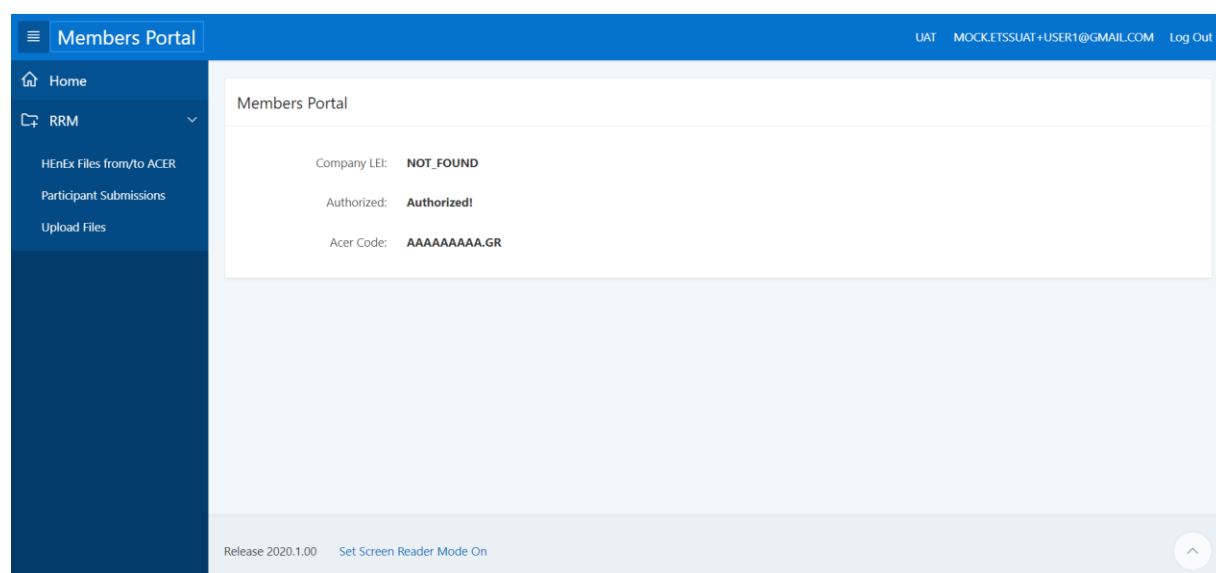 Members Portal
UAT MOCK.ETSSUAT+USER1@GMAIL.COM Log Out
Home
RRM
HEnEx Files from/to ACER
Participant Submissions
Upload Files
Members Portal
Company LEI: NOT_FOUND
Authorized: Authorized!
Acer Code: AAAAAAAAA.GR
Release 2020.1.00 Set Screen Reader Mode On